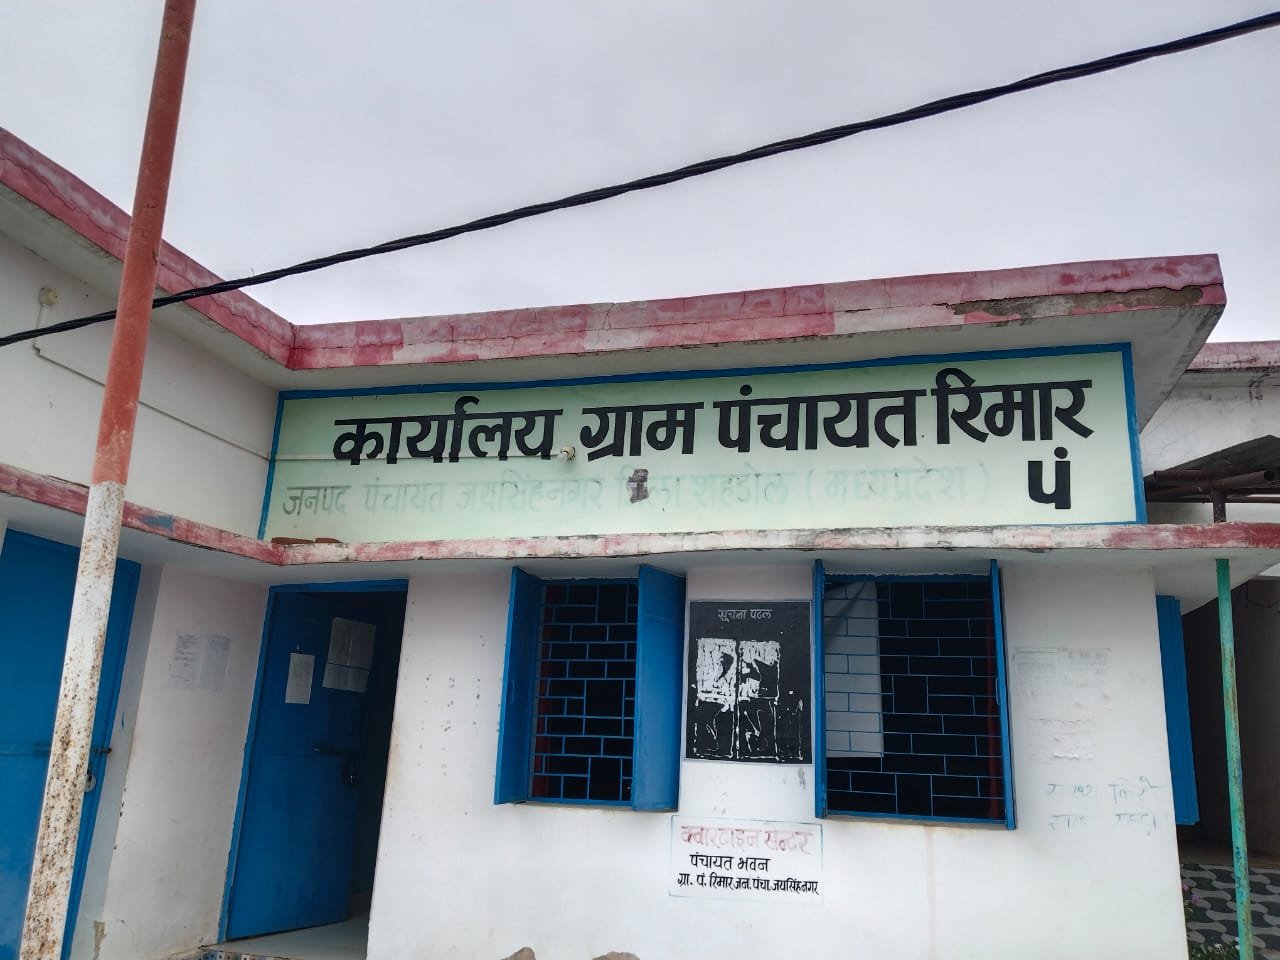 कार्यालय ग्राम पंचायत रिमार
पं
जनपद पंचायत जयसिंहनगर जिला शहडोल ( मध्यप्रदेश )
सूचना पटल
क्वारटाइन सेन्टर
पंचायत भवन
ग्रा. पं. रिमार जन. पंचा. जयसिंहनगर